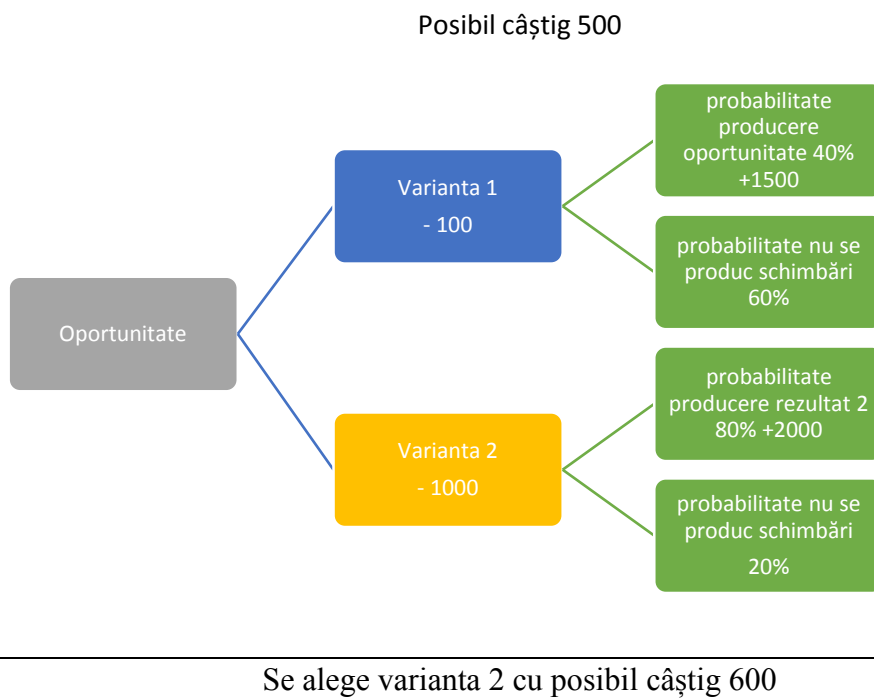 Posibil câștig 500
Oportunitate
Varianta 1
- 100
probabilitate
producere
oportunitate 40%
+1500
probabilitate nu se
produc schimbări
60%
Varianta 2
- 1000
probabilitate
producere rezultat 2
80% +2000
probabilitate nu se
produc schimbări
20%
Se alege varianta 2 cu posibil câștig 600